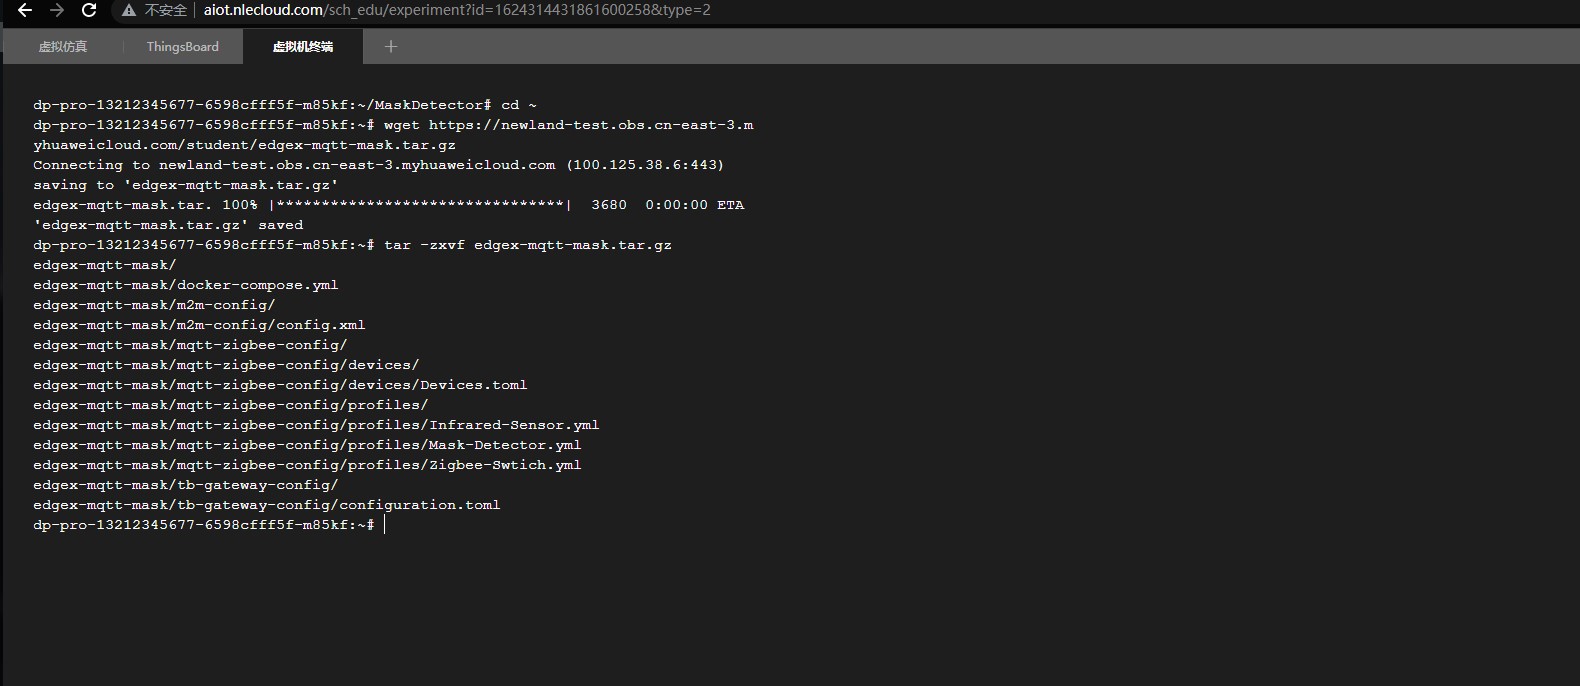 不安全 aiot.nlecloud.com/sch_edu/experiment?id=1624314431861600258&type=2
虚拟仿真 ThingsBoard 虚拟机终端 +
dp-pro-13212345677-6598cfff5f-m85kf:~/MaskDetector# cd ~
dp-pro-13212345677-6598cfff5f-m85kf:~# wget https://newland-test.obs.cn-east-3.m
yhuaweicloud.com/student/edgex-mqtt-mask.tar.gz
Connecting to newland-test.obs.cn-east-3.myhuaweicloud.com (100.125.38.6:443)
saving to 'edgex-mqtt-mask.tar.gz'
edgex-mqtt-mask.tar. 100% |********************************|  3680  0:00:00 ETA
'edgex-mqtt-mask.tar.gz' saved
dp-pro-13212345677-6598cfff5f-m85kf:~# tar -zxvf edgex-mqtt-mask.tar.gz
edgex-mqtt-mask/
edgex-mqtt-mask/docker-compose.yml
edgex-mqtt-mask/m2m-config/
edgex-mqtt-mask/m2m-config/config.xml
edgex-mqtt-mask/mqtt-zigbee-config/
edgex-mqtt-mask/mqtt-zigbee-config/devices/
edgex-mqtt-mask/mqtt-zigbee-config/devices/Devices.toml
edgex-mqtt-mask/mqtt-zigbee-config/profiles/
edgex-mqtt-mask/mqtt-zigbee-config/profiles/Infrared-Sensor.yml
edgex-mqtt-mask/mqtt-zigbee-config/profiles/Mask-Detector.yml
edgex-mqtt-mask/mqtt-zigbee-config/profiles/Zigbee-Swtich.yml
edgex-mqtt-mask/tb-gateway-config/
edgex-mqtt-mask/tb-gateway-config/configuration.toml
dp-pro-13212345677-6598cfff5f-m85kf:~#